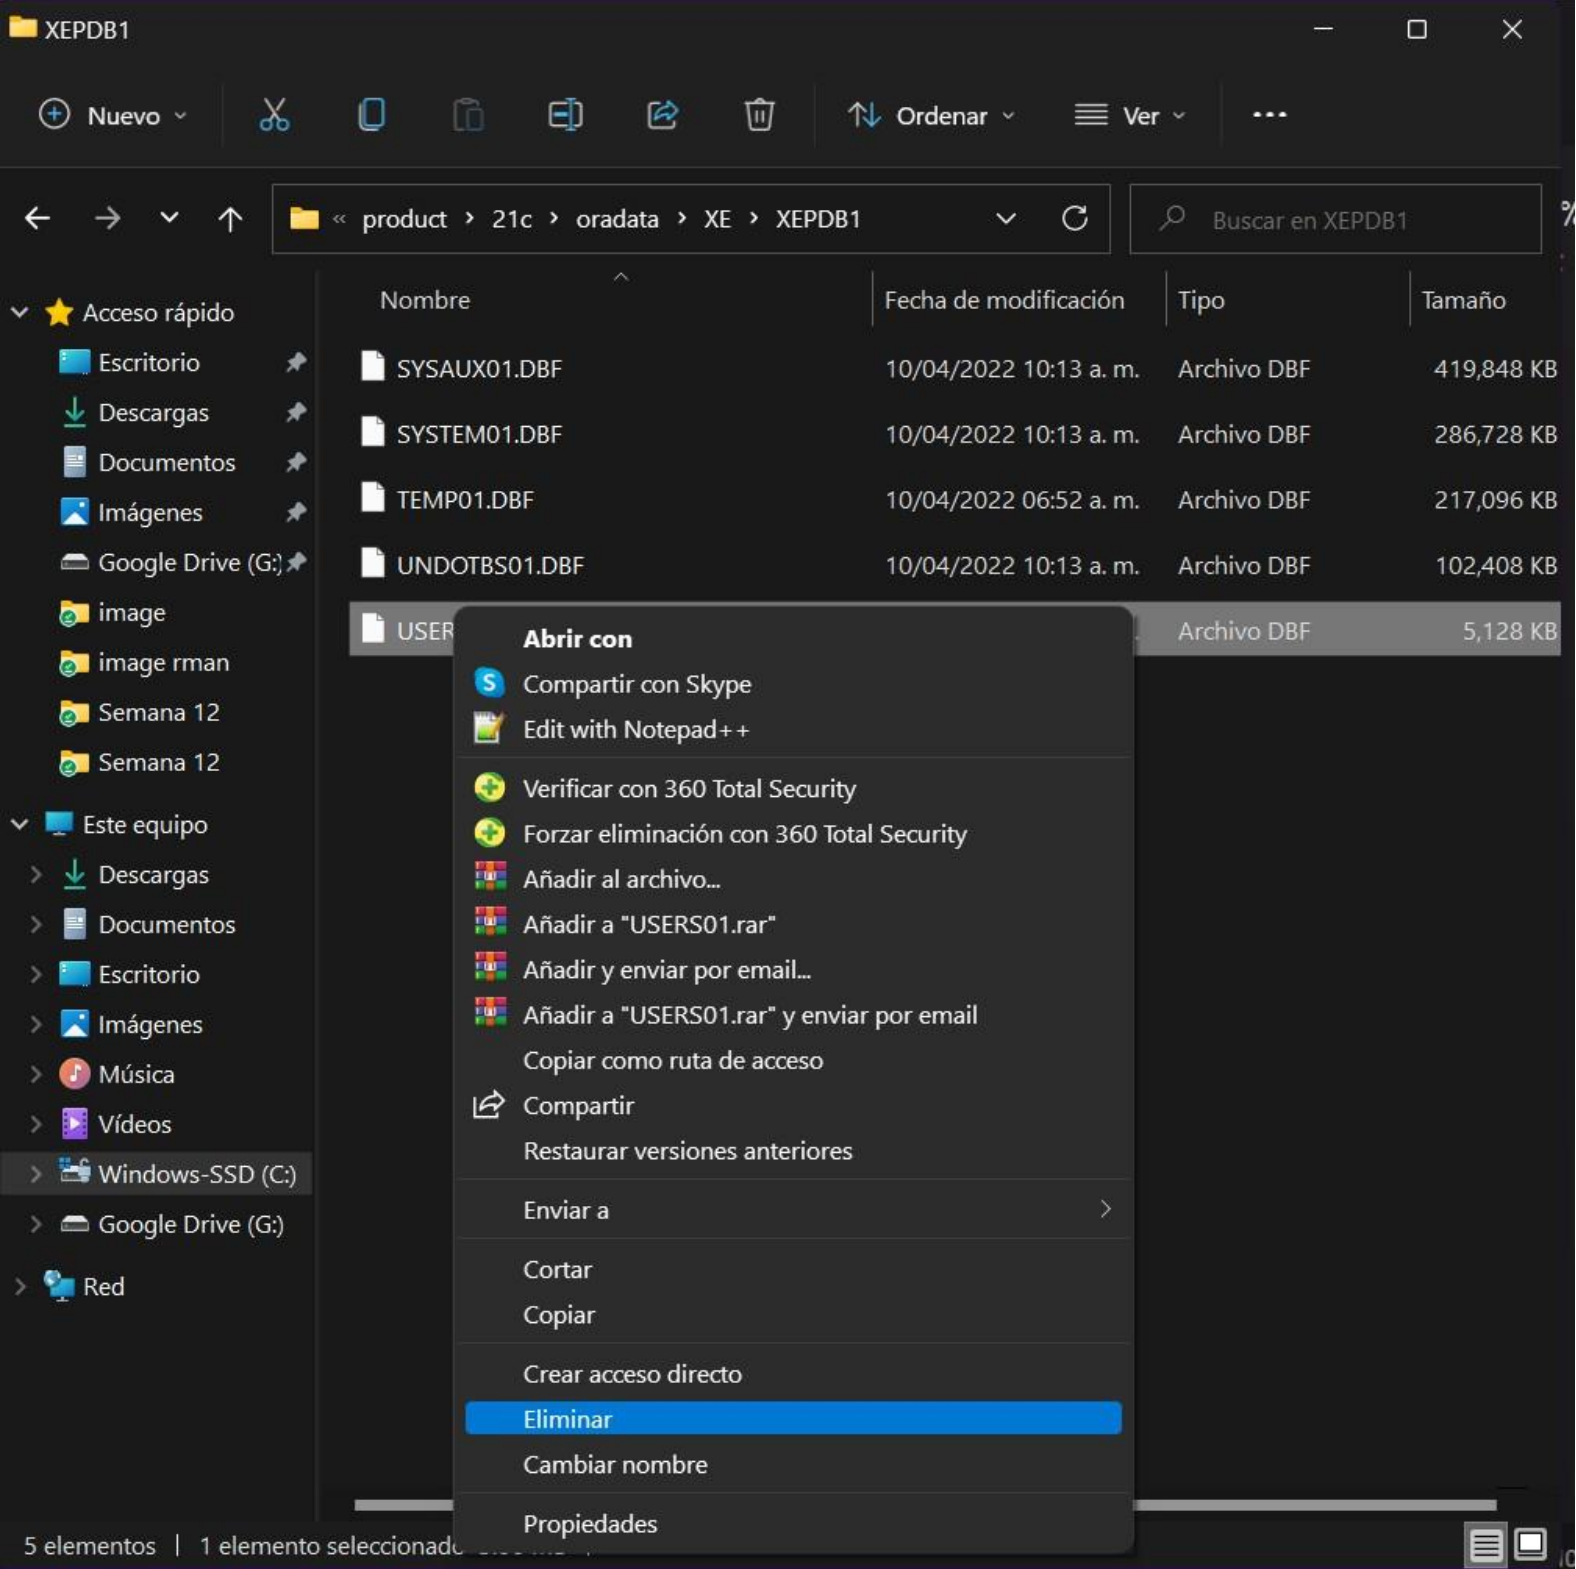 XEPDB1
Nuevo
Ordenar
Ver
« product > 21c > oradata > XE > XEPDB1
Buscar en XEPDB1
Nombre Fecha de modificación Tipo Tamaño
Acceso rápido
Escritorio
Descargas
Documentos
Imágenes
Google Drive (G:)
image
image rman
Semana 12
Semana 12
Este equipo
Descargas
Documentos
Escritorio
Imágenes
Música
Vídeos
Windows-SSD (C:)
Google Drive (G:)
Red
SYSAUX01.DBF 10/04/2022 10:13 a. m. Archivo DBF 419,848 KB
SYSTEM01.DBF 10/04/2022 10:13 a. m. Archivo DBF 286,728 KB
TEMP01.DBF 10/04/2022 06:52 a. m. Archivo DBF 217,096 KB
UNDOTBS01.DBF 10/04/2022 10:13 a. m. Archivo DBF 102,408 KB
USER Archivo DBF 5,128 KB
Abrir con
Compartir con Skype
Edit with Notepad++
Verificar con 360 Total Security
Forzar eliminación con 360 Total Security
Añadir al archivo...
Añadir a "USERS01.rar"
Añadir y enviar por email...
Añadir a "USERS01.rar" y enviar por email
Copiar como ruta de acceso
Compartir
Restaurar versiones anteriores
Enviar a
Cortar
Copiar
Crear acceso directo
Eliminar
Cambiar nombre
Propiedades
5 elementos | 1 elemento seleccionado